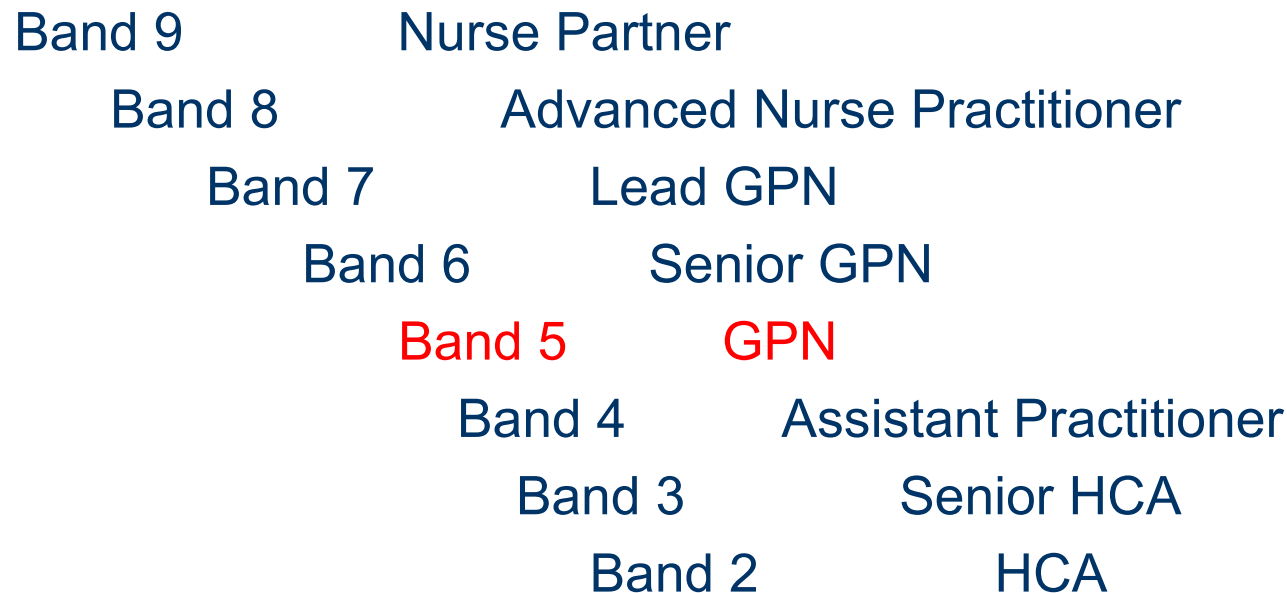 Band 9 Nurse Partner
Band 8 Advanced Nurse Practitioner
Band 7 Lead GPN
Band 6 Senior GPN
Band 5 GPN
Band 4 Assistant Practitioner
Band 3 Senior HCA
Band 2 HCA